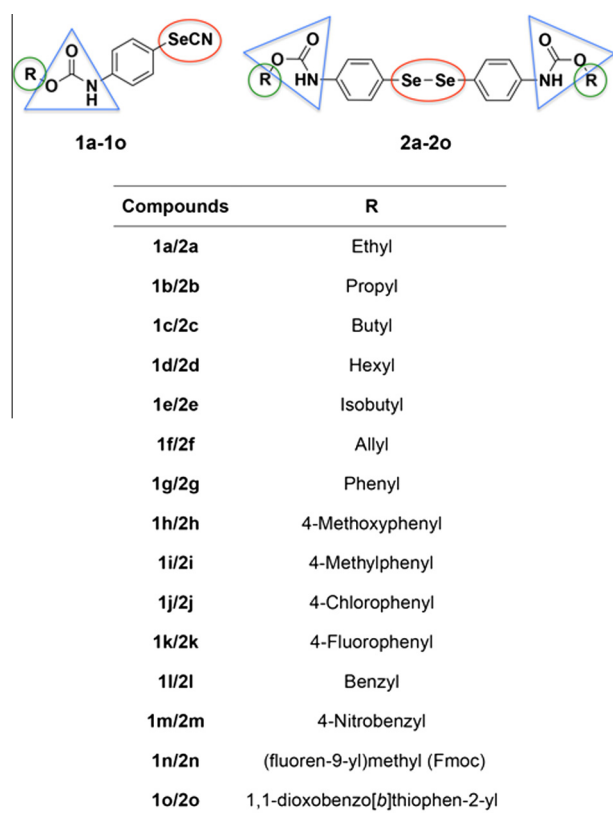 R O O N H SeCN
R O O HN Se Se NH O O R
1a-1o 2a-2o
Compounds R
1a/2a Ethyl
1b/2b Propyl
1c/2c Butyl
1d/2d Hexyl
1e/2e Isobutyl
1f/2f Allyl
1g/2g Phenyl
1h/2h 4-Methoxyphenyl
1i/2i 4-Methylphenyl
1j/2j 4-Chlorophenyl
1k/2k 4-Fluorophenyl
1l/2l Benzyl
1m/2m 4-Nitrobenzyl
1n/2n (fluoren-9-yl)methyl (Fmoc)
1o/2o 1,1-dioxobenzo[b]thiophen-2-yl